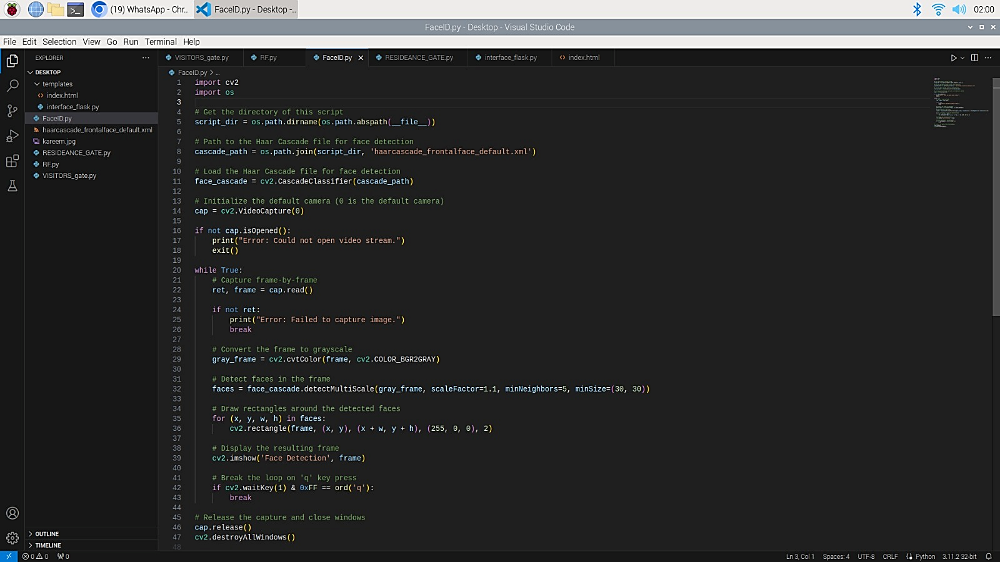 (19) WhatsApp - Chr..
FaceID.py - Desktop -..
02:00
FaceID.py - Desktop - Visual Studio Code
File Edit Selection View Go Run Terminal Help
EXPLORER
DESKTOP
templates
index.html
interface_flask.py
FaceID.py
haarcascade_frontalface_default.xml
kareem.jpg
RESIDEANCE_GATE.py
RF.py
VISITORS_gate.py
OUTLINE
TIMELINE
VISITORS_gate.py RF.py FaceID.py RESIDEANCE_GATE.py interface_flask.py index.html
FaceID.py > ...
1 import cv2
2 import os
3
4 # Get the directory of this script
5 script_dir = os.path.dirname(os.path.abspath(__file__))
6
7 # Path to the Haar Cascade file for face detection
8 cascade_path = os.path.join(script_dir, 'haarcascade_frontalface_default.xml')
9
10 # Load the Haar Cascade file for face detection
11 face_cascade = cv2.CascadeClassifier(cascade_path)
12
13 # Initialize the default camera (0 is the default camera)
14 cap = cv2.VideoCapture(0)
15
16 if not cap.isOpened():
17     print("Error: Could not open video stream.")
18     exit()
19
20 while True:
21     # Capture frame-by-frame
22     ret, frame = cap.read()
23
24     if not ret:
25         print("Error: Failed to capture image.")
26         break
27
28     # Convert the frame to grayscale
29     gray_frame = cv2.cvtColor(frame, cv2.COLOR_BGR2GRAY)
30
31     # Detect faces in the frame
32     faces = face_cascade.detectMultiScale(gray_frame, scaleFactor=1.1, minNeighbors=5, minSize=(30, 30))
33
34     # Draw rectangles around the detected faces
35     for (x, y, w, h) in faces:
36         cv2.rectangle(frame, (x, y), (x + w, y + h), (255, 0, 0), 2)
37
38     # Display the resulting frame
39     cv2.imshow('Face Detection', frame)
40
41     # Break the loop on 'q' key press
42     if cv2.waitKey(1) & 0xFF == ord('q'):
43         break
44
45 # Release the capture and close windows
46 cap.release()
47 cv2.destroyAllWindows()
48
0 0 0
Ln 3, Col 1 Spaces: 4 UTF-8 CRLF Python 3.11.2 32-bit